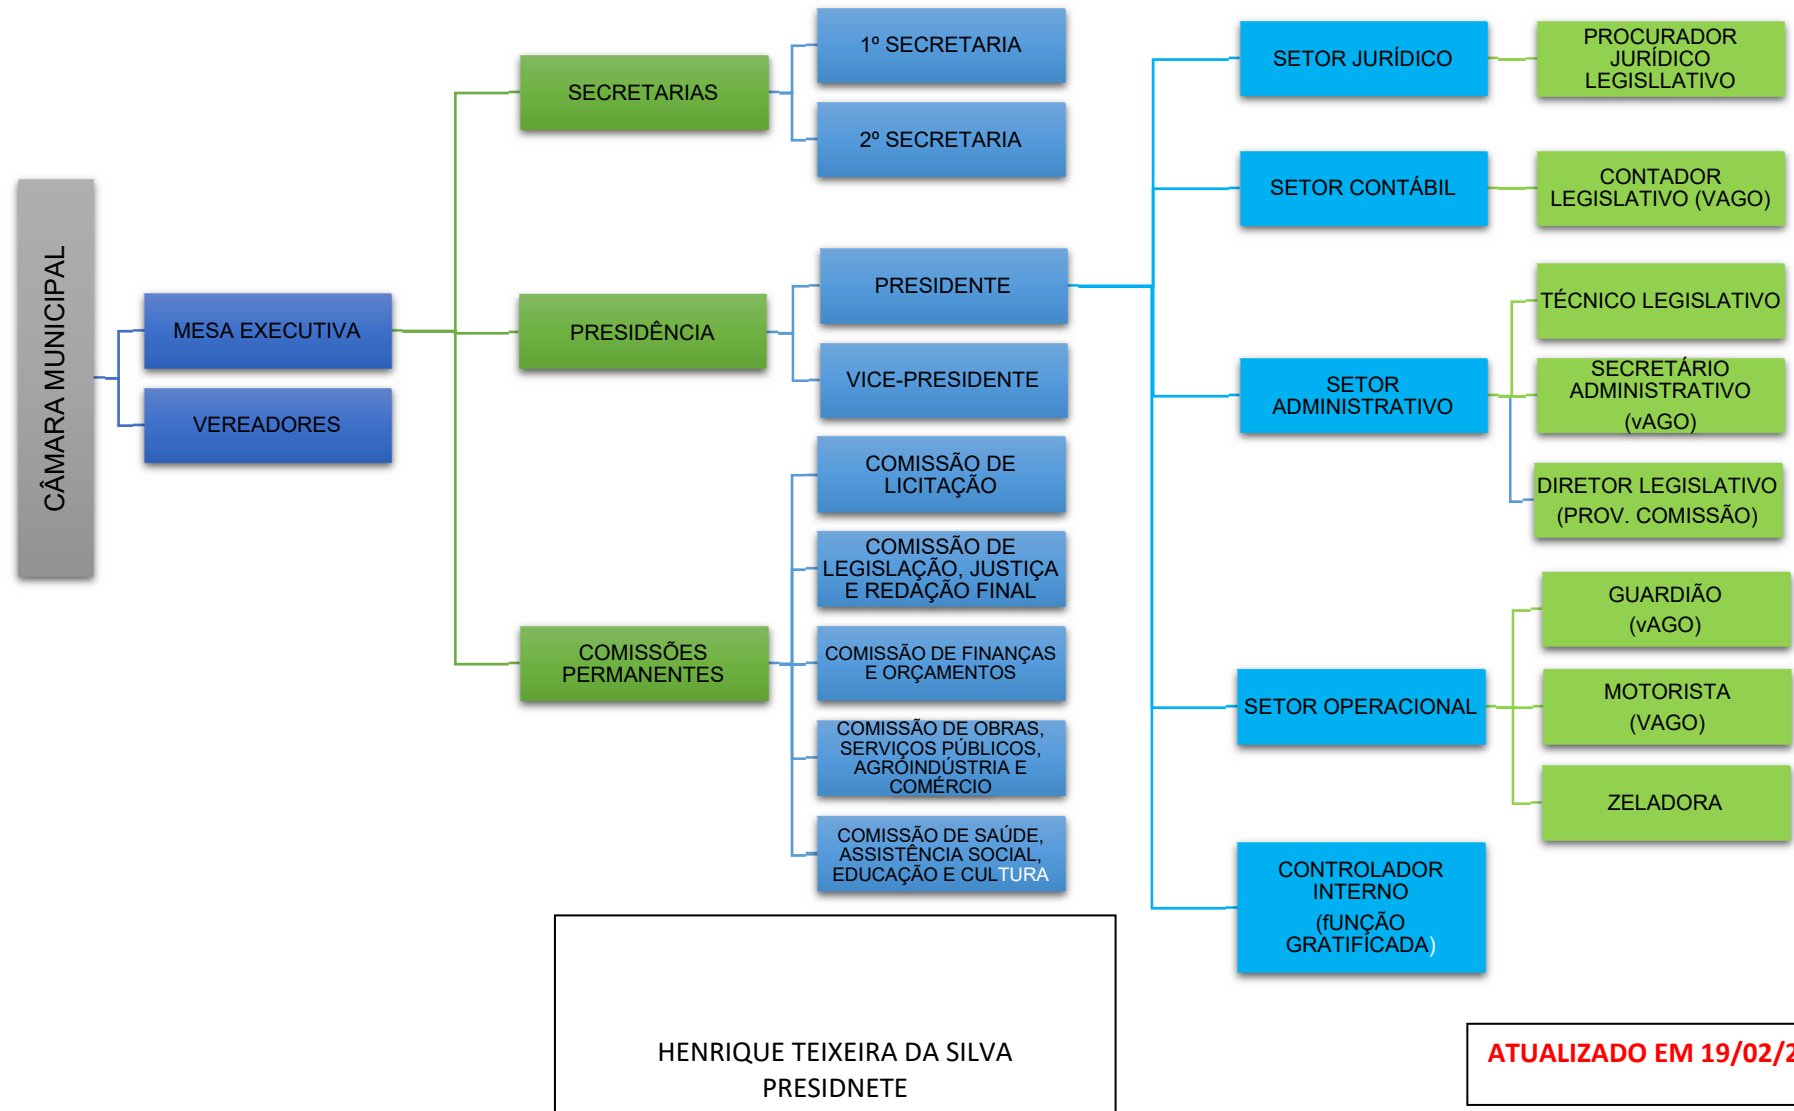 CÂMARA MUNICIPAL
MESA EXECUTIVA
VEREADORES
SECRETARIAS
PRESIDÊNCIA
COMISSÕES
PERMANENTES
1º SECRETARIA
2º SECRETARIA
PRESIDENTE
VICE-PRESIDENTE
COMISSÃO DE
LICITAÇÃO
COMISSÃO DE
LEGISLAÇÃO, JUSTIÇA
E REDAÇÃO FINAL
COMISSÃO DE FINANÇAS
E ORÇAMENTOS
COMISSÃO DE OBRAS,
SERVIÇOS PÚBLICOS,
AGROINDÚSTRIA E
COMÉRCIO
COMISSÃO DE SAÚDE,
ASSISTÊNCIA SOCIAL,
EDUCAÇÃO E CULTURA
SETOR JURÍDICO
PROCURADOR
JURÍDICO
LEGISLLATIVO
SETOR CONTÁBIL
CONTADOR
LEGISLATIVO (VAGO)
SETOR
ADMINISTRATIVO
TÉCNICO LEGISLATIVO
SECRETÁRIO
ADMINISTRATIVO
(vAGO)
DIRETOR LEGISLATIVO
(PROV. COMISSÃO)
SETOR OPERACIONAL
GUARDIÃO
(vAGO)
MOTORISTA
(VAGO)
ZELADORA
CONTROLADOR
INTERNO
(fUNÇÃO
GRATIFICADA)
HENRIQUE TEIXEIRA DA SILVA
PRESIDNETE
ATUALIZADO EM 19/02/2